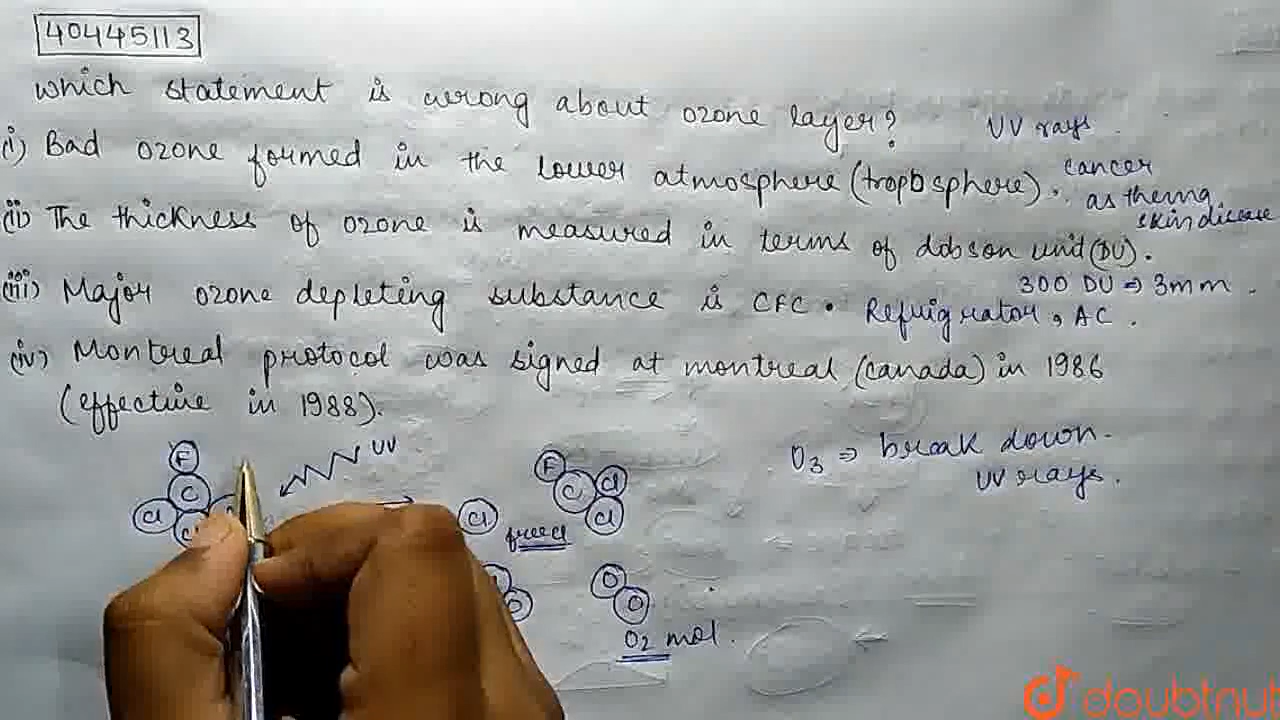 40445113
which statement is wrong about ozone layer?
UV rays
(i) Bad ozone formed in the lower atmosphere (troposphere).
cancer
as thema
skin disease
(ii) The thickness of ozone is measured in terms of dobson unit (DU).
300 DU ⇒ 3mm
(iii) Major ozone depleting substance is CFC.
Refuigrator, AC.
(iv) Montreal protocol was signed at montreal (canada) in 1986
(effective in 1988).
O3 ⇒ break down
UV rays.
UV
F
C
Cl
F
C
Cl
Cl
Cl
free cl
O
O
O
O2 mol.
doubtnut